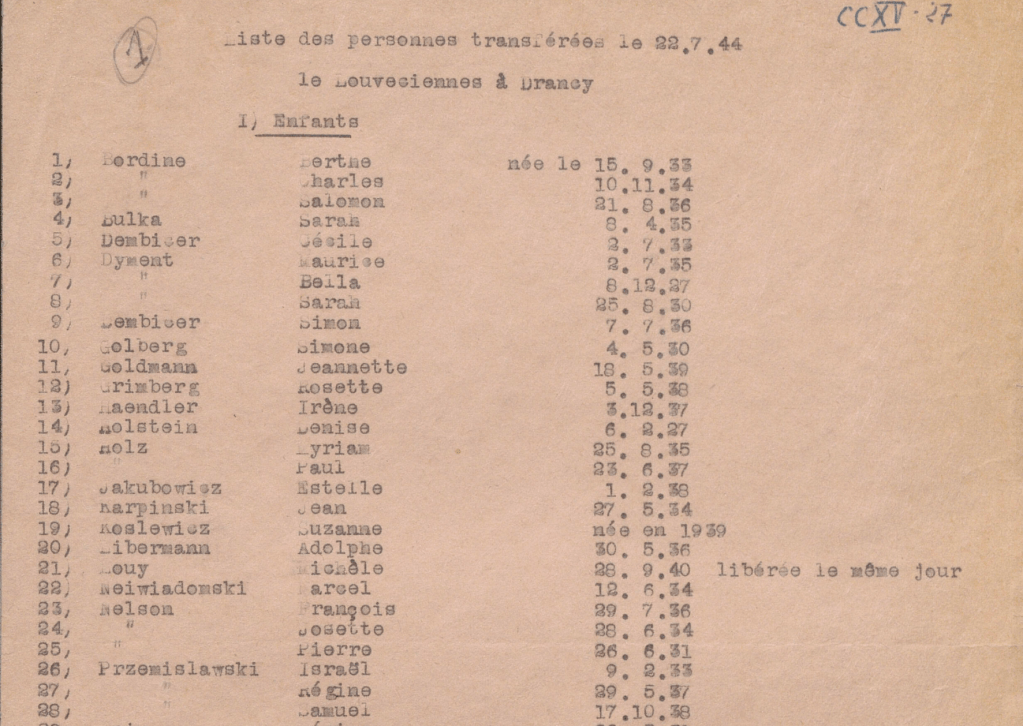 CCXV-27
1
Liste des personnes transférées le 22.7.44
de Louveciennes à Drancy
I) Enfants
1) Bordine Berthe née le 15. 9.33
2) " Charles 10.11.34
3) " Salomon 21. 8.36
4) Bulka Sarah 8. 4.35
5) Dembicer Cécile 2. 7.33
6) Dyment Maurice 2. 7.35
7) " Bella 8.12.27
8) " Sarah 25. 8.30
9) Dembicer Simon 7. 7.36
10, Golberg Simone 4. 5.30
11, Goldmann Jeannette 18. 5.39
12) Grimberg Rosette 5. 5.38
13) Haendler Irène 3.12.37
14) Holstein Denise 6. 2.27
15) Holz Myriam 25. 8.35
16) " Paul 23. 6.37
17) Jakubowicz Estelle 1. 2.38
18) Karpinski Jean 27. 5.34
19) Koslewicz Suzanne née en 1939
20) Libermann Adolphe 30. 5.36
21) Louy Michèle 28. 9.40 libérée le même jour
22) Neiwiadomski Marcel 12. 6.34
23) Nelson François 29. 7.36
24, " Josette 28. 6.34
25, " Pierre 26. 6.31
26) Przemislawski Israël 9. 2.33
27, " Régine 29. 5.37
28, " Samuel 17.10.38